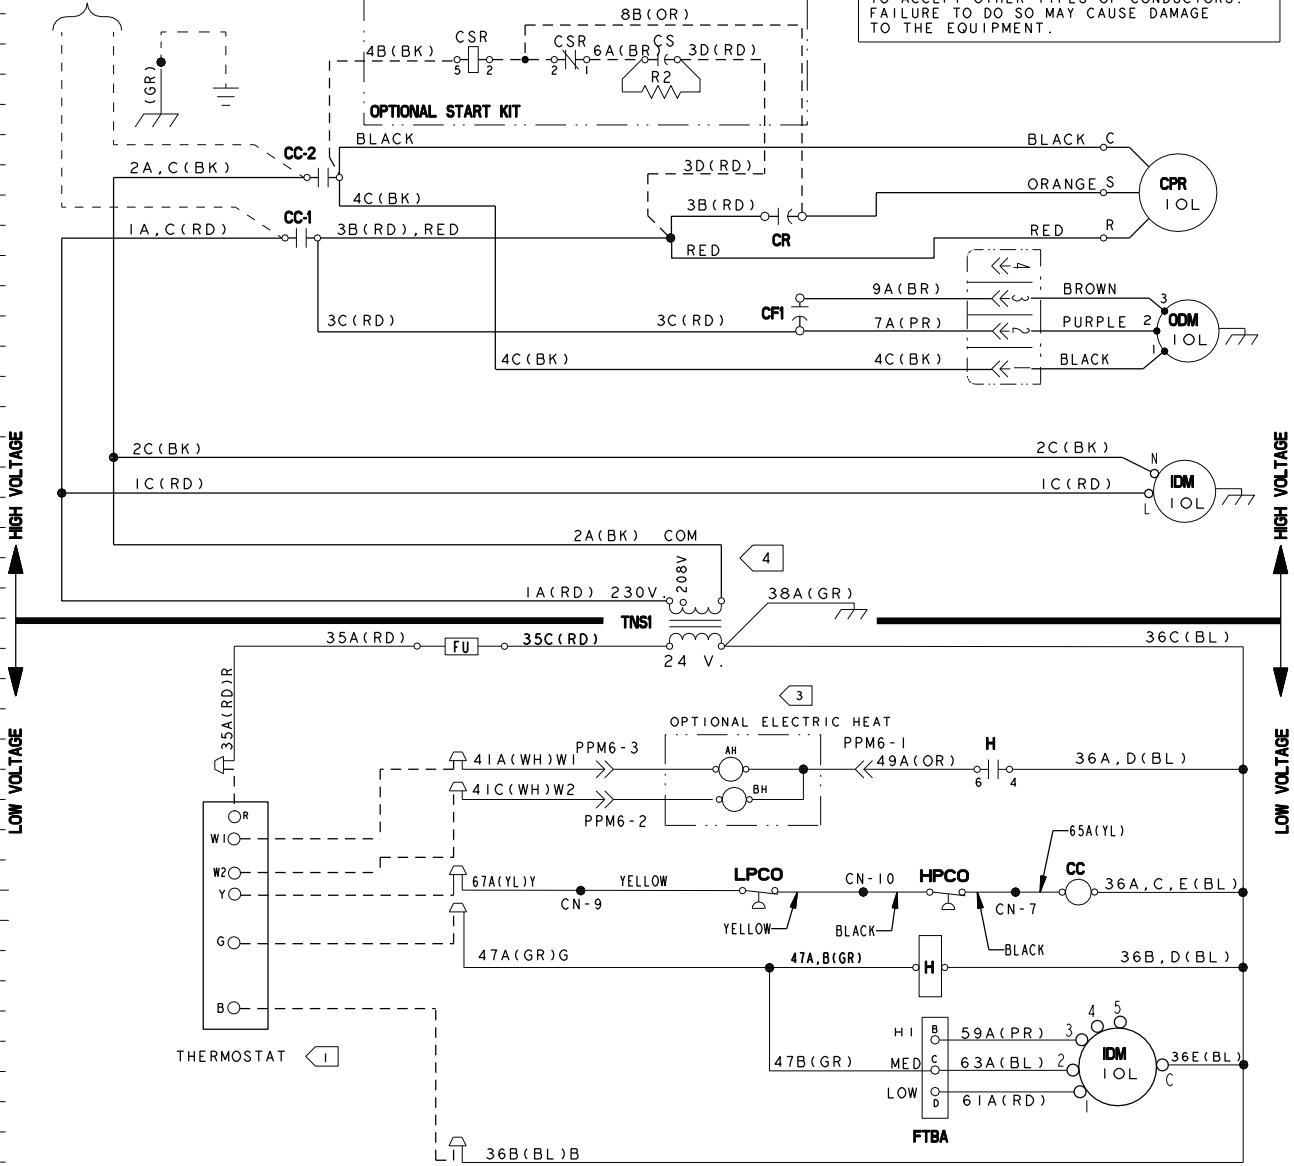 TO ACCEPT OTHER TYPES OF CONDUCTORS.
FAILURE TO DO SO MAY CAUSE DAMAGE
TO THE EQUIPMENT.
8B(OR)
4B(BK)
CSR
5
2
CSR
2
1
6A(BR)
CS
3D(RD)
R2
OPTIONAL START KIT
(GR)
BLACK
BLACK
C
CC-2
2A,C(BK)
4C(BK)
3D(RD)
ORANGE
S
CPR
IOL
3B(RD)
CR
CC-1
1A,C(RD)
3B(RD),RED
RED
RED
R
4
9A(BR)
3
BROWN
3
CF1
3C(RD)
3C(RD)
7A(PR)
2
PURPLE
2
ODM
IOL
4C(BK)
4C(BK)
1
BLACK
1
HIGH VOLTAGE
HIGH VOLTAGE
2C(BK)
2C(BK)
N
1C(RD)
1C(RD)
L
IDM
IOL
2A(BK)
COM
208V
4
1A(RD)
230V.
38A(GR)
TNS1
35A(RD)
FU
35C(RD)
24 V.
36C(BL)
35A(RD)R
LOW VOLTAGE
LOW VOLTAGE
3
OPTIONAL ELECTRIC HEAT
41A(WH)W1
PPM6-3
AH
PPM6-1
49A(OR)
H
6
4
36A,D(BL)
41C(WH)W2
PPM6-2
BH
R
W1
W2
Y
G
B
THERMOSTAT
1
67A(YL)Y
CN-9
YELLOW
LPCO
YELLOW
CN-10
BLACK
HPCO
BLACK
CN-7
65A(YL)
CC
36A,C,E(BL)
47A(GR)G
47A,B(GR)
H
36B,D(BL)
47B(GR)
HI
B
59A(PR)
3
4
5
MED
C
63A(BL)
2
IDM
IOL
C
36E(BL)
LOW
D
61A(RD)
1
FTBA
36B(BL)B